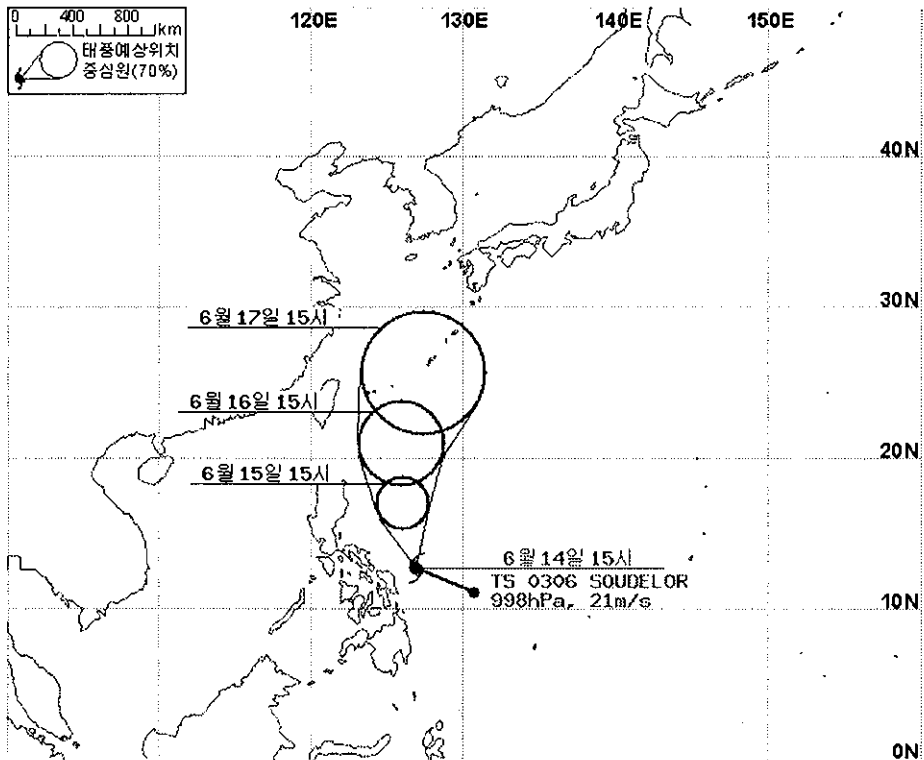 0 400 800
km
태풍예상위치
중심원(70%)
120E 130E 140E 150E
40N
30N
6월 17일 15시
6월 16일 15시
20N
6월 15일 15시
6월 14일 15시
TS 0306 SOUDELOR
998hPa, 21m/s
10N
0N